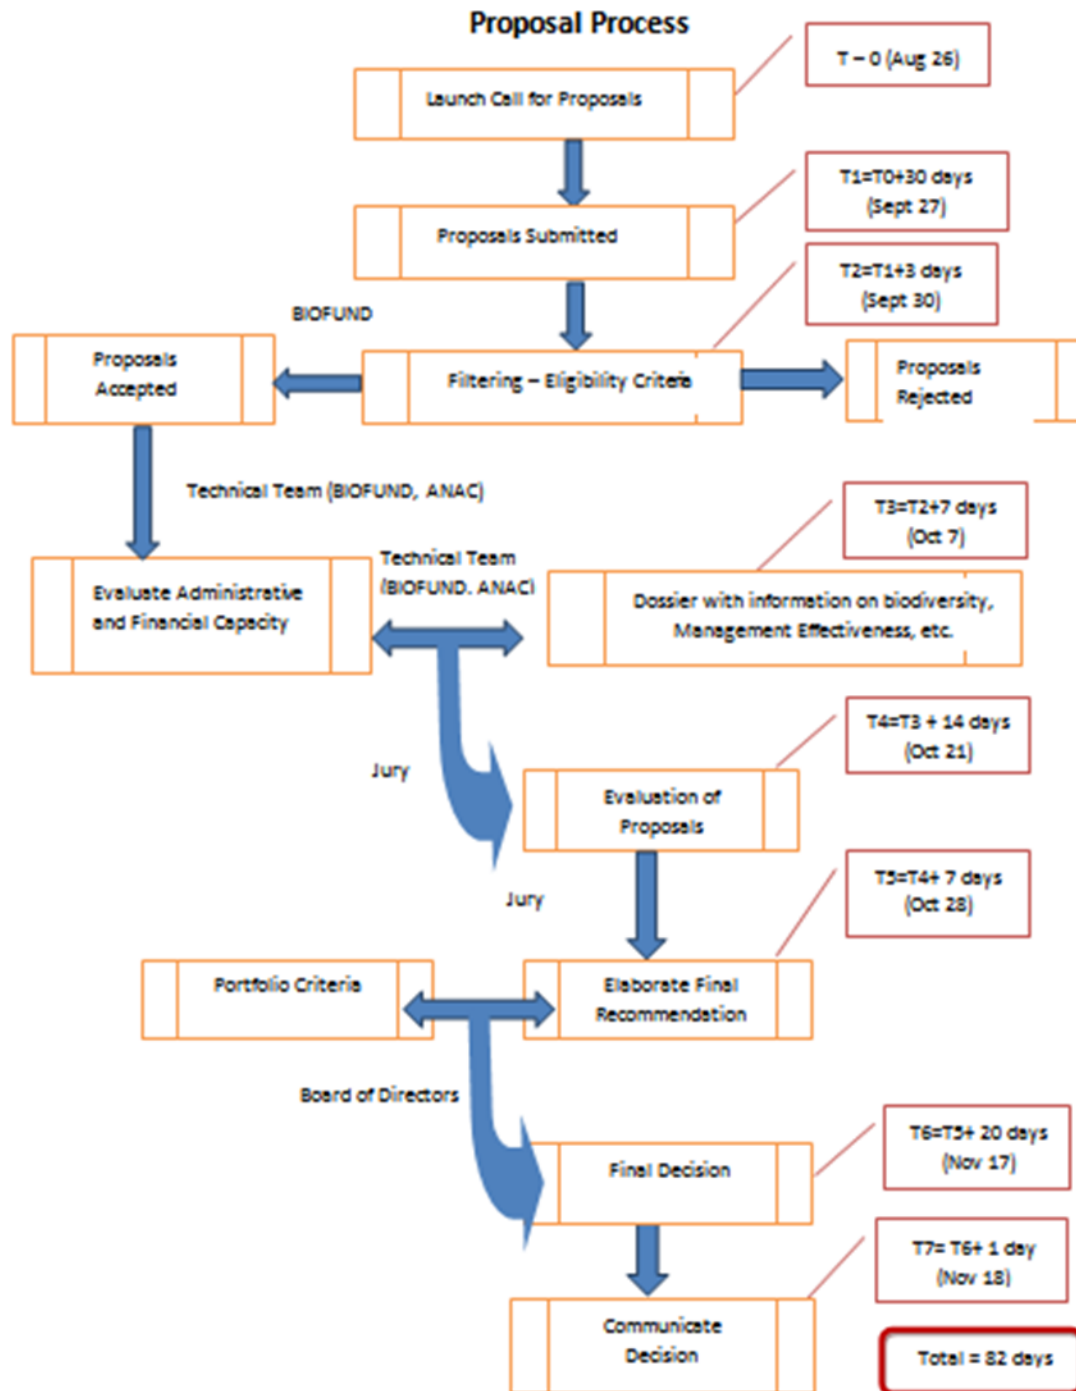 Proposal Process
T – 0 (Aug 26)
Launch Call for Proposals
T1=T0+30 days
(Sept 27)
Proposals Submitted
T2=T1+3 days
(Sept 30)
BIOFUND
Proposals
Accepted
Filtering – Eligibility Criteria
Proposals
Rejected
Technical Team (BIOFUND, ANAC)
T3=T2+7 days
(Oct 7)
Technical Team
(BIOFUND. ANAC)
Evaluate Administrative
and Financial Capacity
Dossier with information on biodiversity,
Management Effectiveness, etc.
T4=T3 + 14 days
(Oct 21)
Jury
Evaluation of
Proposals
T5=T4+ 7 days
(Oct 28)
Jury
Portfolio Criteria
Elaborate Final
Recommendation
Board of Directors
T6=T5+ 20 days
(Nov 17)
Final Decision
T7= T6+ 1 day
(Nov 18)
Communicate
Decision
Total = 82 days